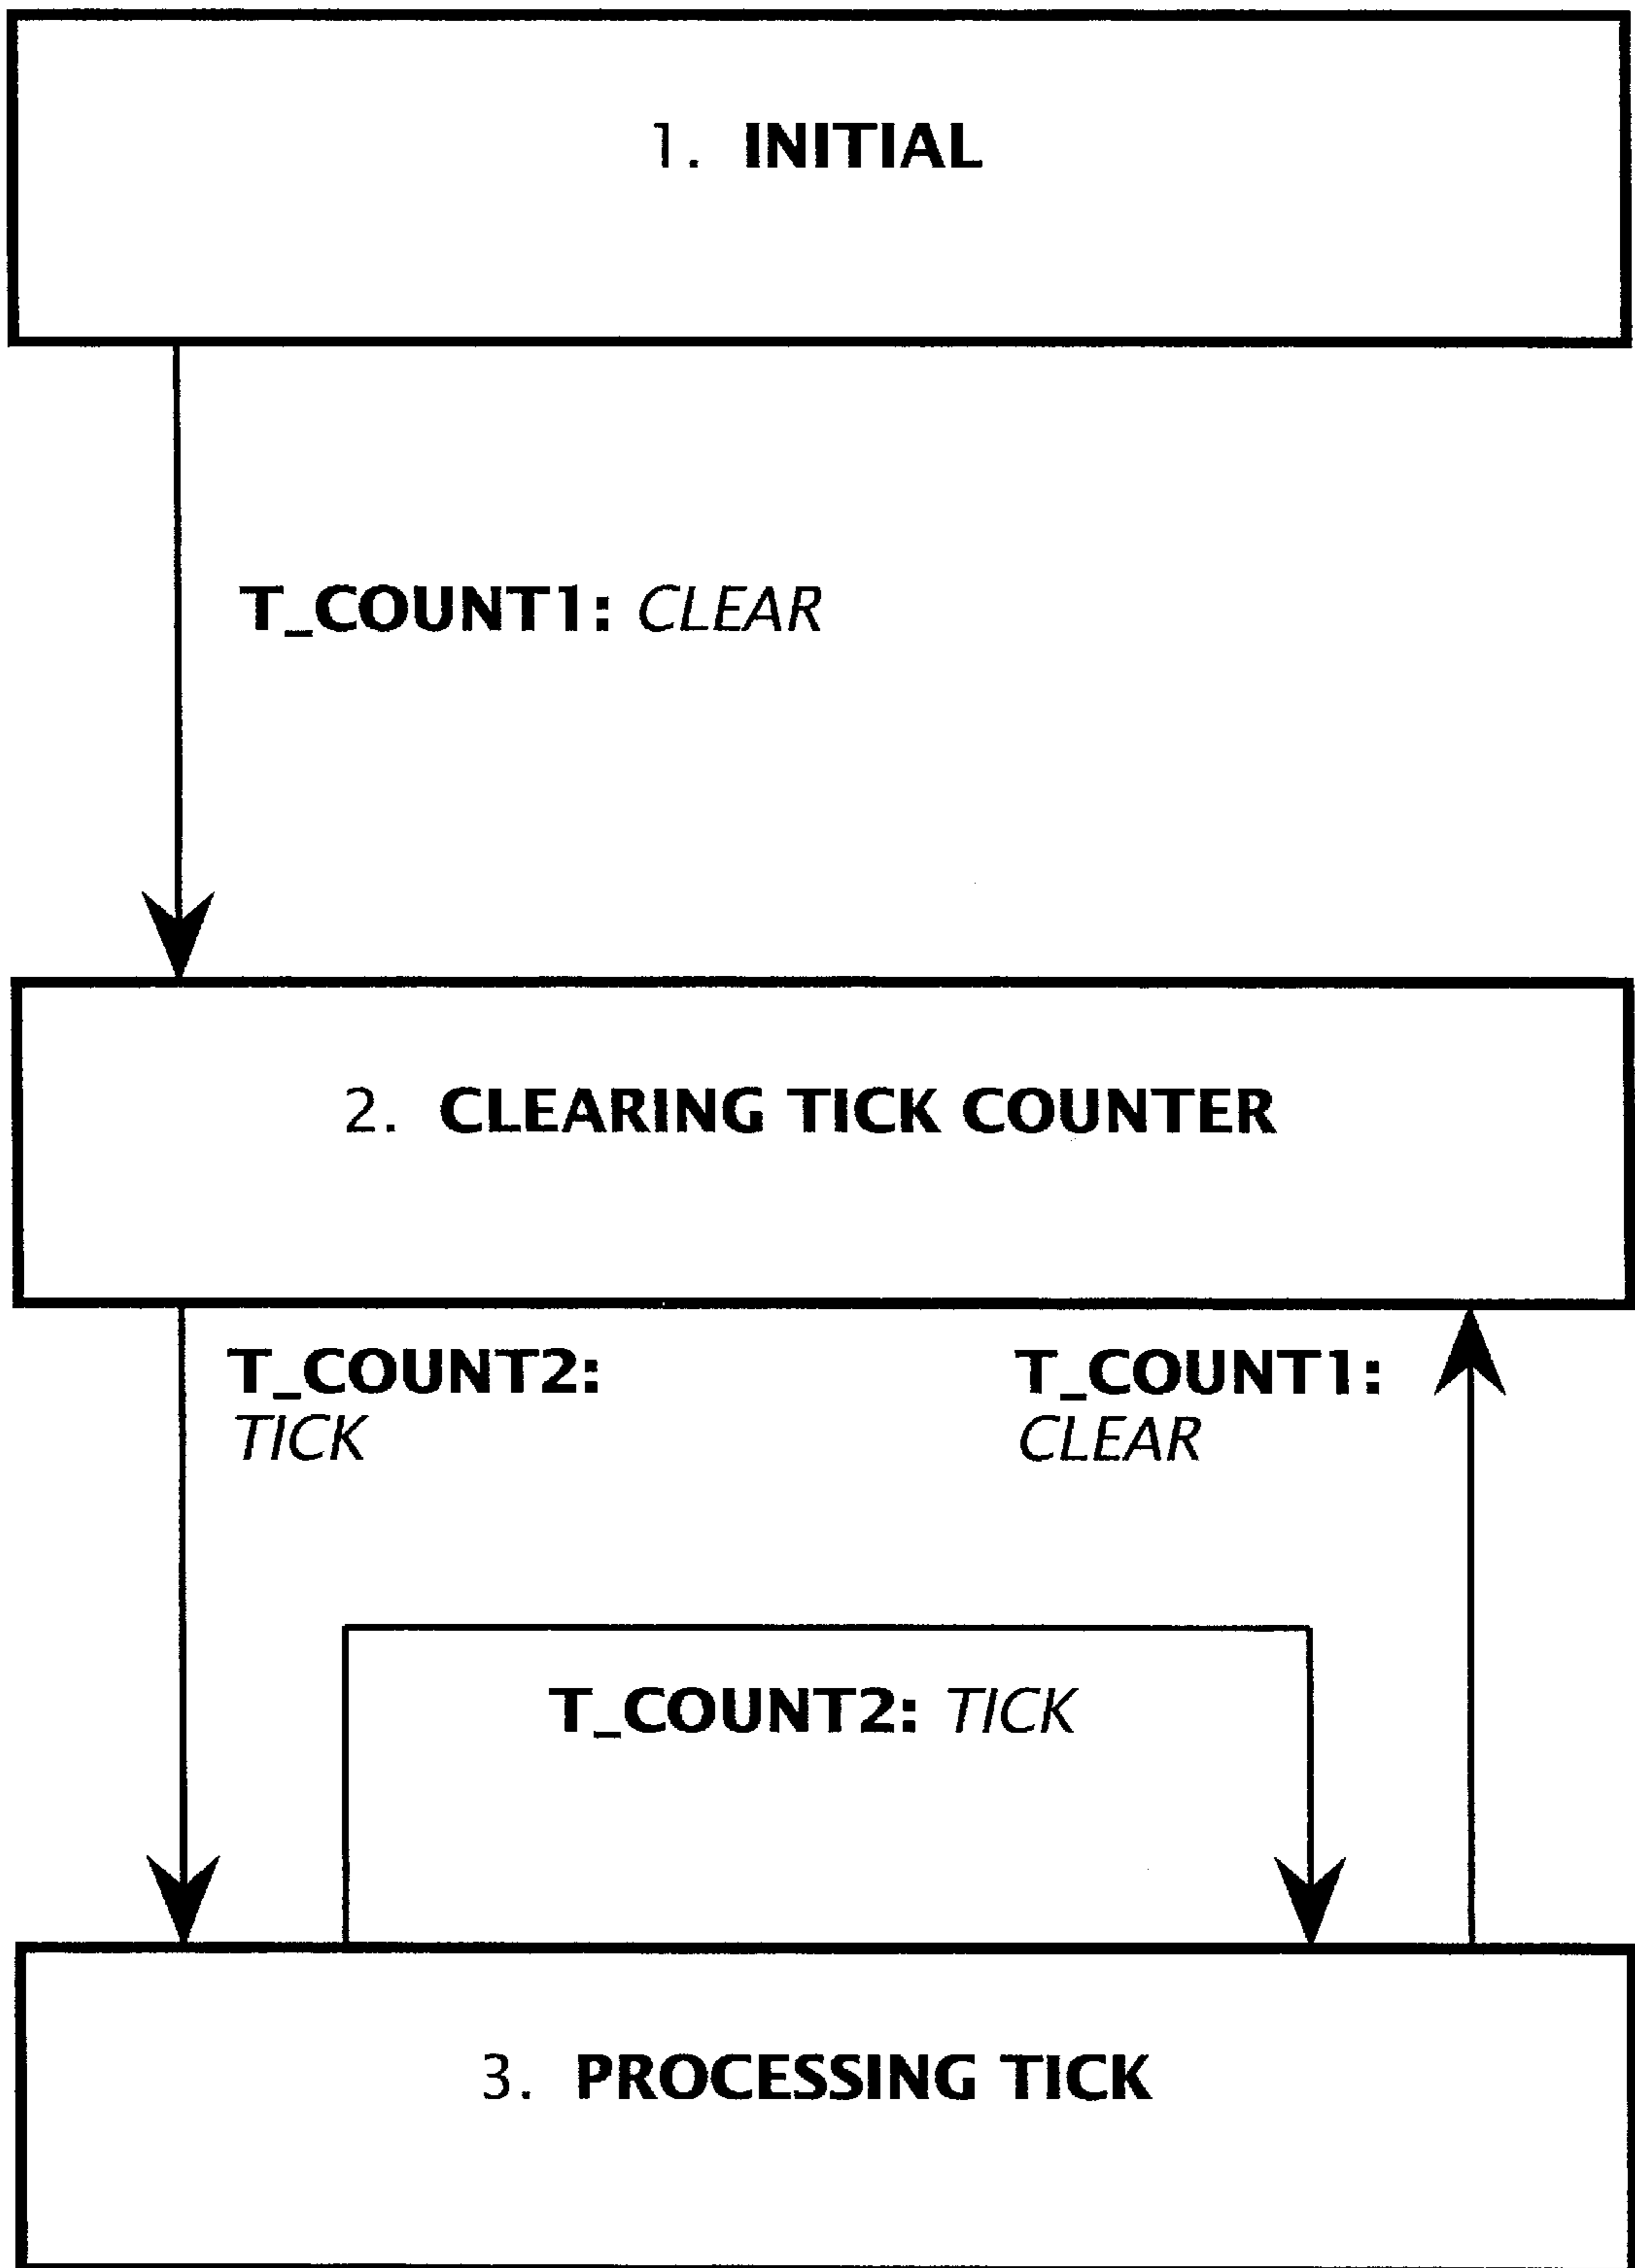 1. INITIAL
T_COUNT1: CLEAR
2. CLEARING TICK COUNTER
T_COUNT2:
TICK
T_COUNT1:
CLEAR
T_COUNT2: TICK
3. PROCESSING TICK